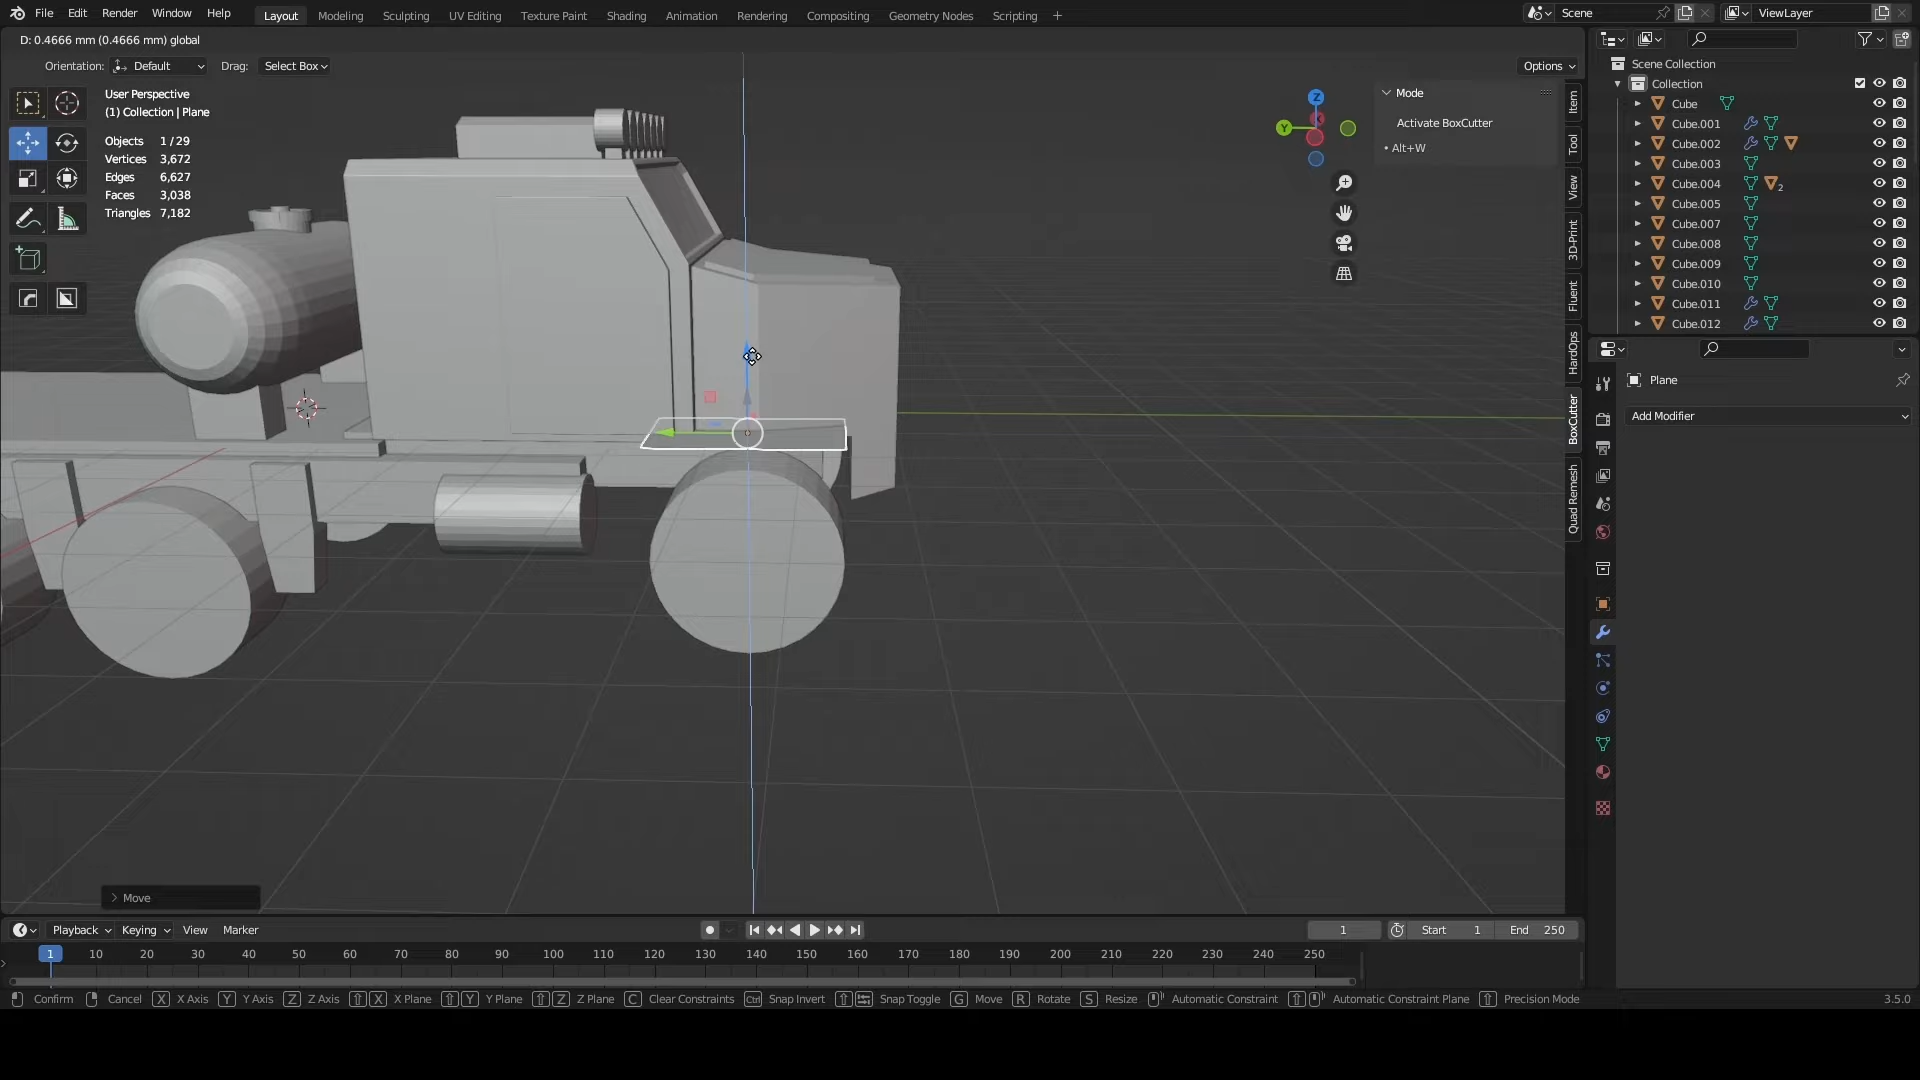 File Edit Render Window Help Layout Modeling Sculpting UV Editing Texture Paint Shading Animation Rendering Compositing Geometry Nodes Scripting + Scene ViewLayer
D: 0.4666 mm (0.4666 mm) global
Orientation: Default Drag: Select Box Options
User Perspective
(1) Collection | Plane
Objects 1 / 29
Vertices 3,672
Edges 6,627
Faces 3,038
Triangles 7,182
Z
Y
Mode
Activate BoxCutter
• Alt+W
Item
Tool
View
3D-Print
Fluent
HardOps
BoxCutter
Quad Remesh
Scene Collection
Collection
Cube
Cube.001
Cube.002
Cube.003
Cube.004 2
Cube.005
Cube.007
Cube.008
Cube.009
Cube.010
Cube.011
Cube.012
Plane
Add Modifier
Move
Playback Keying View Marker 1 Start 1 End 250
1 10 20 30 40 50 60 70 80 90 100 110 120 130 140 150 160 170 180 190 200 210 220 230 240 250
Confirm Cancel X X Axis Y Y Axis Z Z Axis X X Plane Y Y Plane Z Z Plane C Clear Constraints Ctrl Snap Invert Snap Toggle G Move R Rotate S Resize Automatic Constraint Automatic Constraint Plane Precision Mode 3.5.0